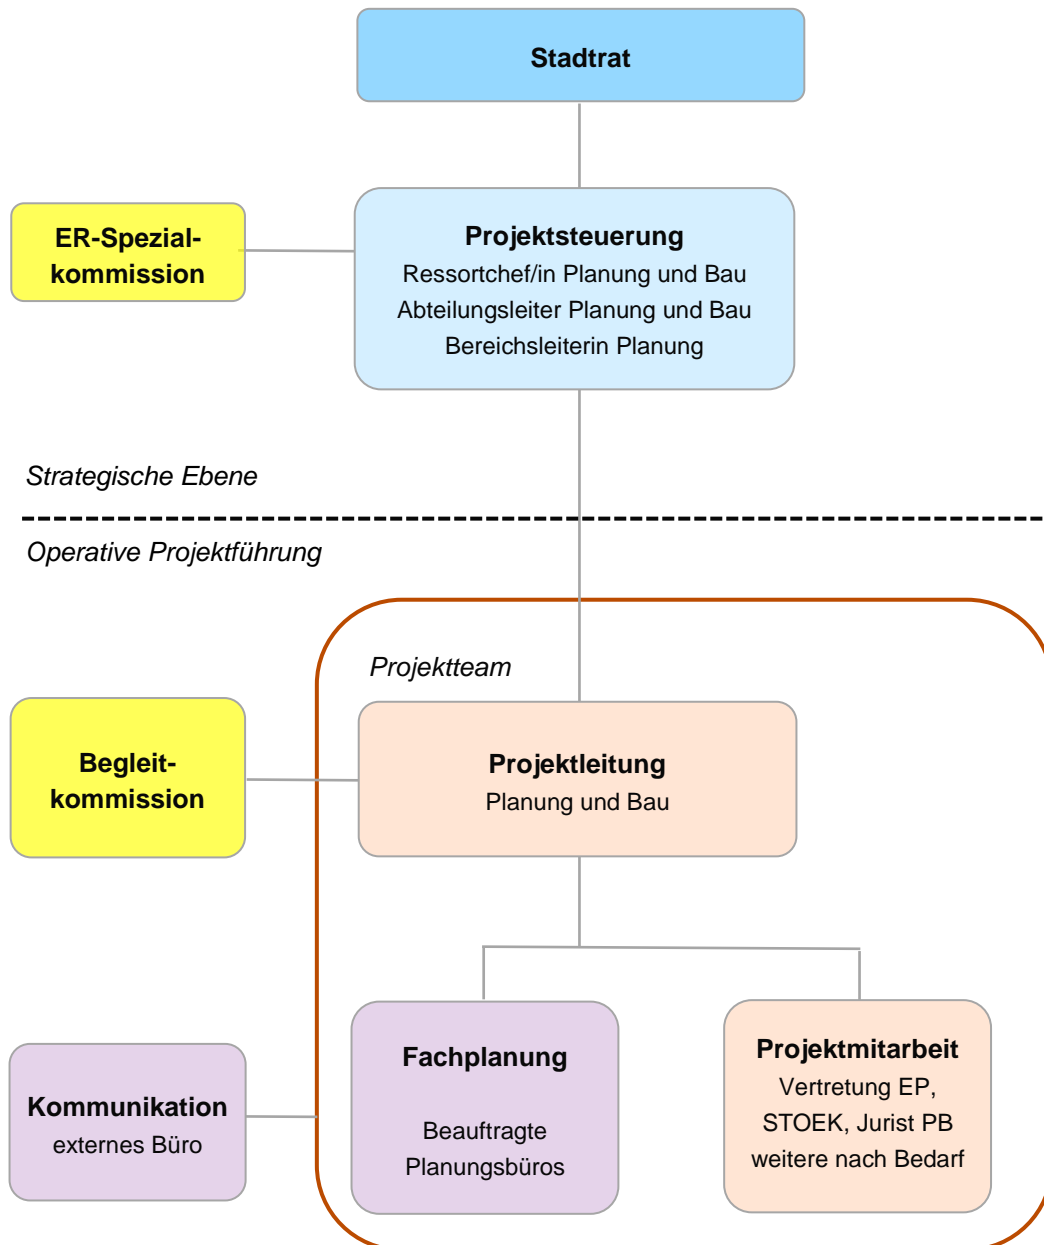 Stadtrat
ER-Spezial-
kommission
Projektsteuerung
Ressortchef/in Planung und Bau
Abteilungsleiter Planung und Bau
Bereichsleiterin Planung
Strategische Ebene
Operative Projektführung
Projektteam
Begleit-
kommission
Projektleitung
Planung und Bau
Kommunikation
externes Büro
Fachplanung
Beauftragte
Planungsbüros
Projektmitarbeit
Vertretung EP,
STOEK, Jurist PB
weitere nach Bedarf